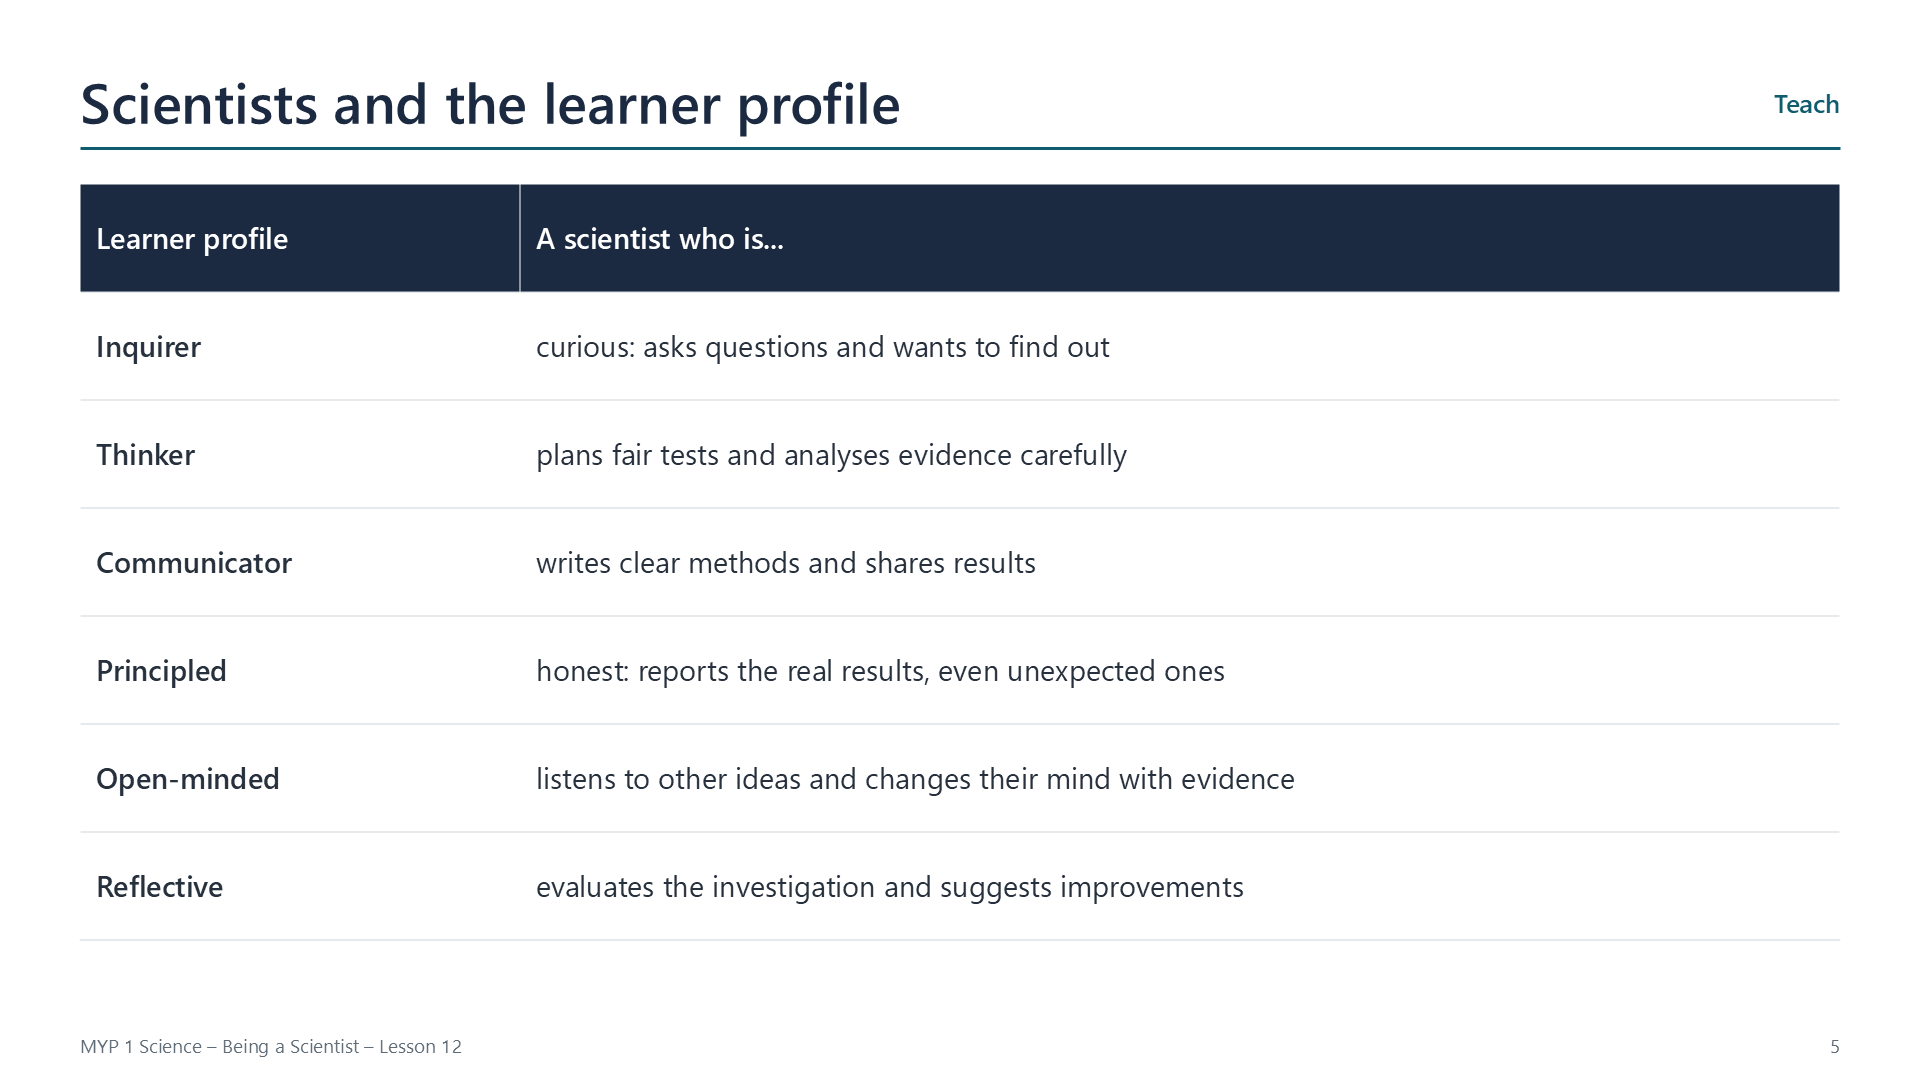 Scientists and the learner profile
Teach
Learner profile
A scientist who is...
Inquirer
curious: asks questions and wants to find out
Thinker
plans fair tests and analyses evidence carefully
Communicator
writes clear methods and shares results
Principled
honest: reports the real results, even unexpected ones
Open-minded
listens to other ideas and changes their mind with evidence
Reflective
evaluates the investigation and suggests improvements
MYP 1 Science – Being a Scientist – Lesson 12
5